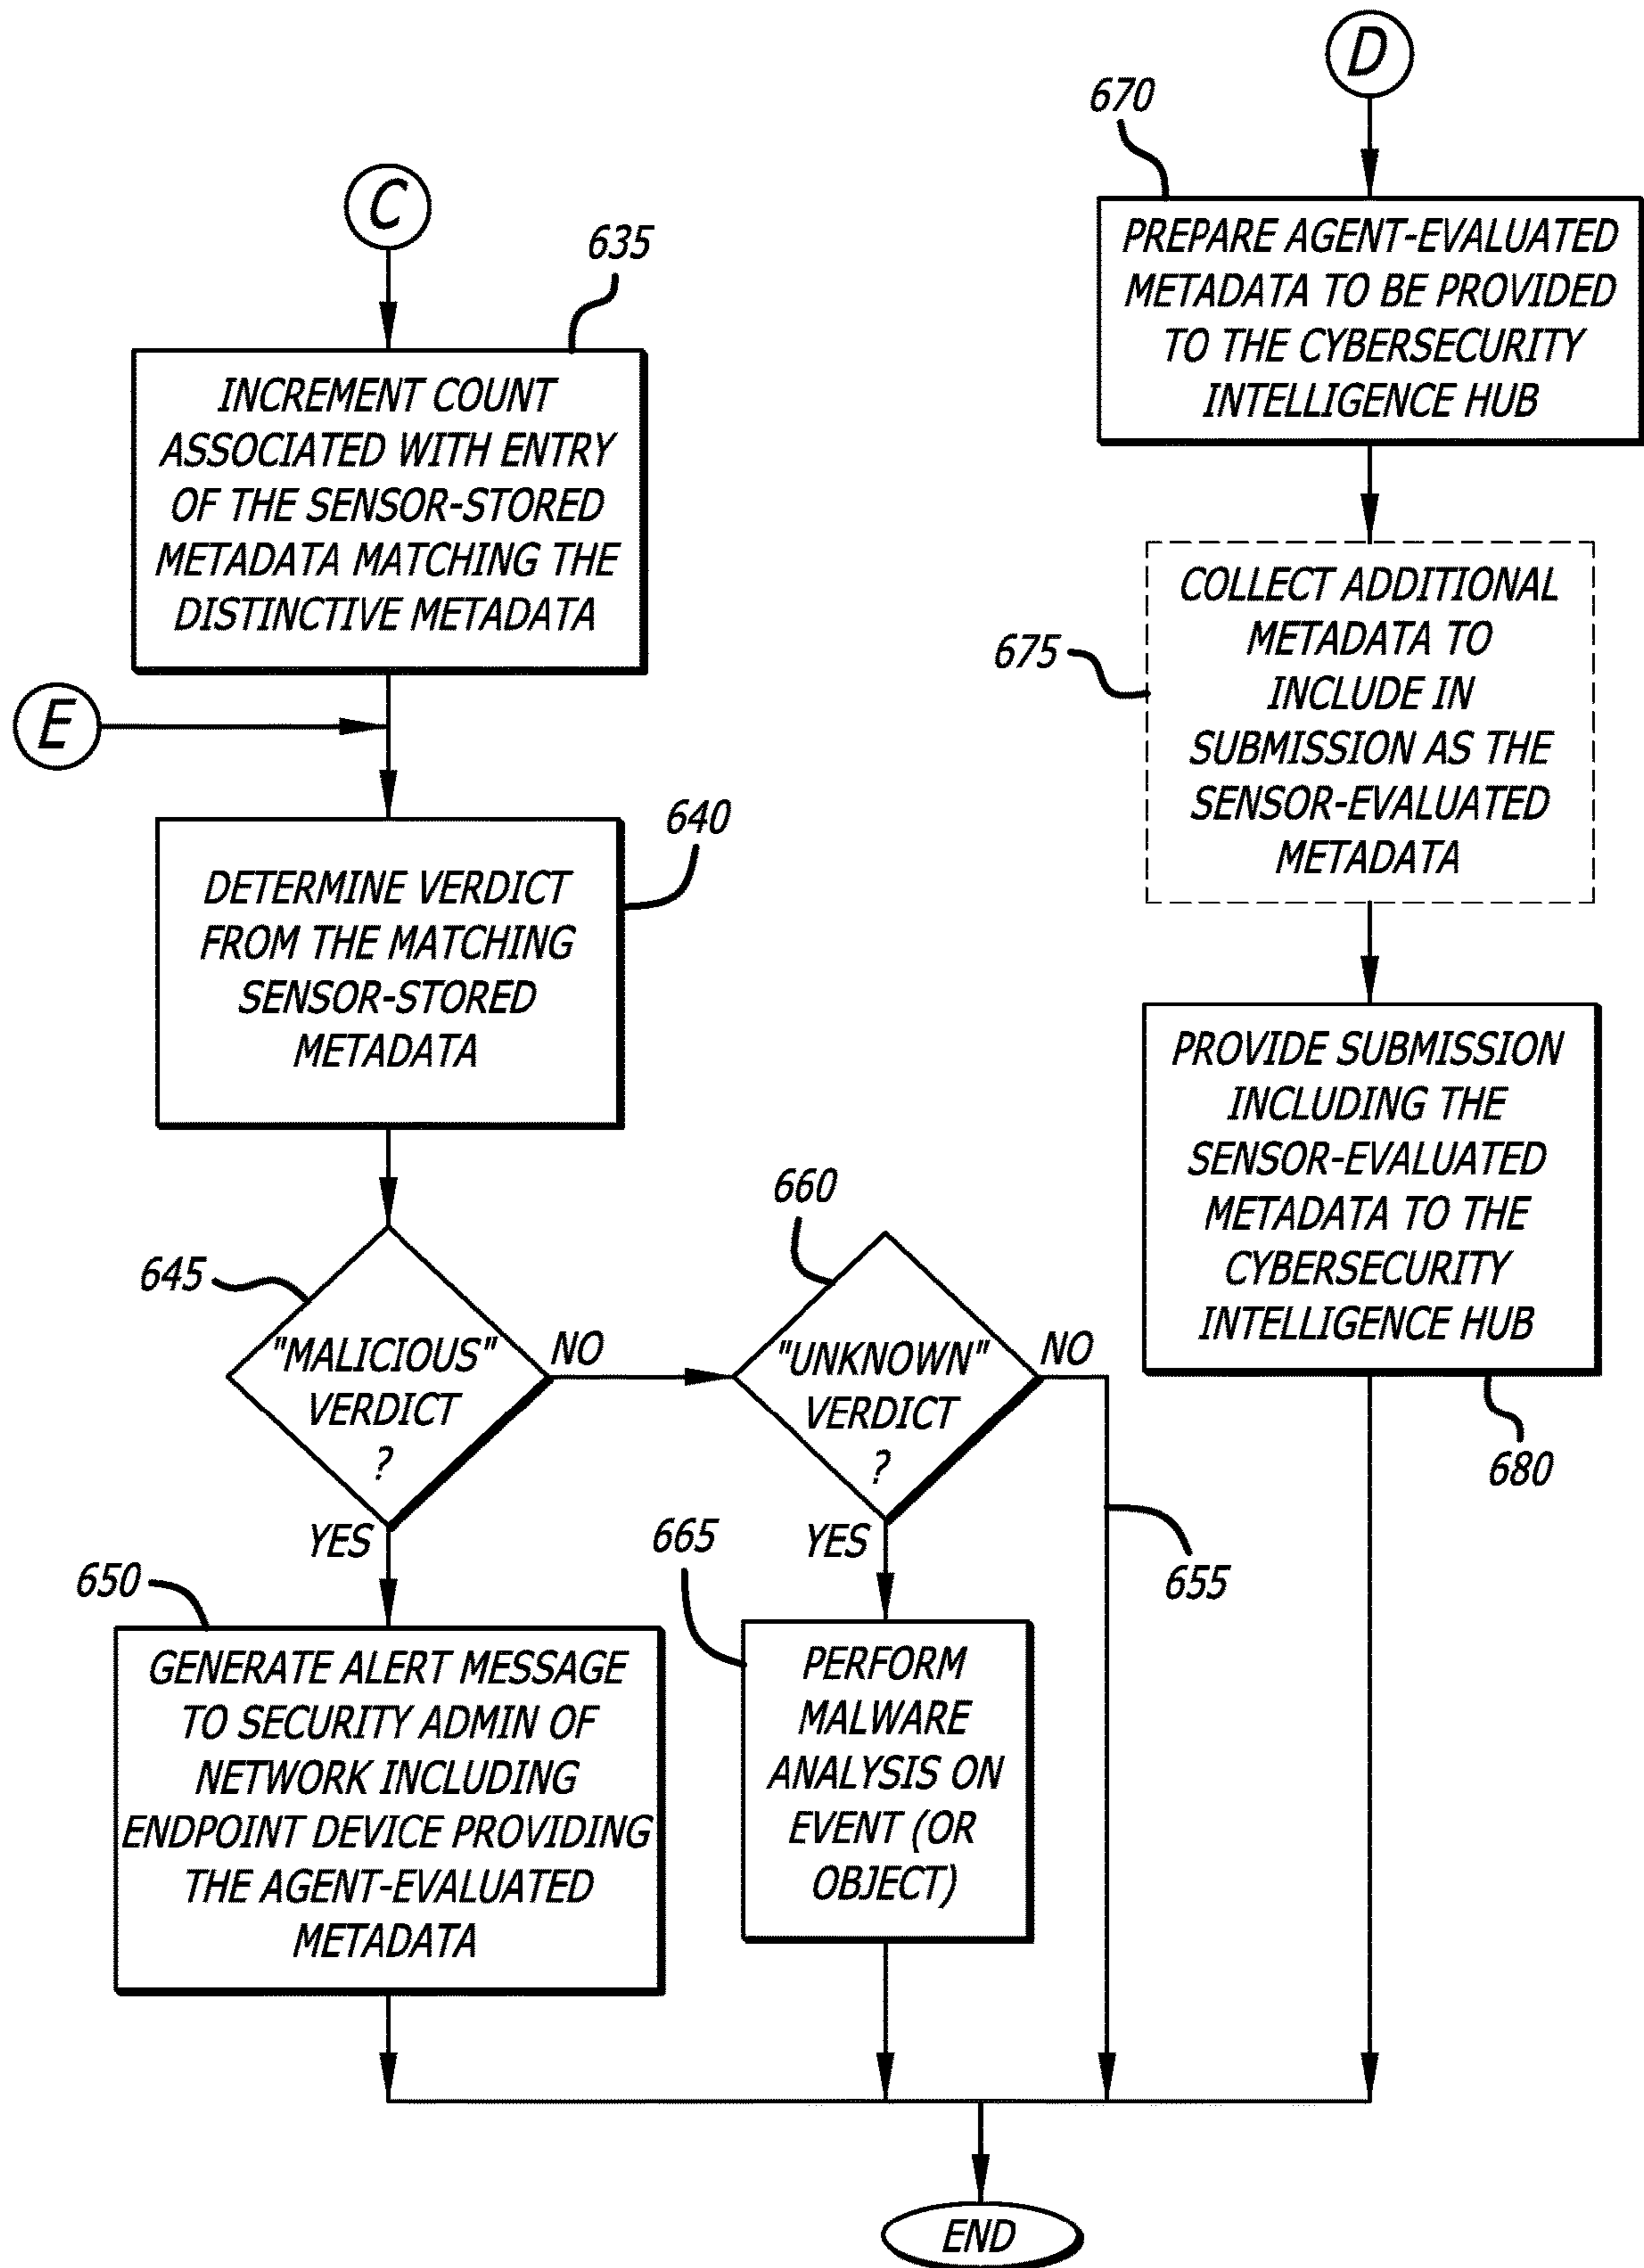 C
635
INCREMENT COUNT
ASSOCIATED WITH ENTRY
OF THE SENSOR-STORED
METADATA MATCHING THE
DISTINCTIVE METADATA
E
640
DETERMINE VERDICT
FROM THE MATCHING
SENSOR-STORED
METADATA
645
"MALICIOUS"
VERDICT
?
NO
YES
650
GENERATE ALERT MESSAGE
TO SECURITY ADMIN OF
NETWORK INCLUDING
ENDPOINT DEVICE PROVIDING
THE AGENT-EVALUATED
METADATA
660
"UNKNOWN"
VERDICT
?
NO
YES
655
665
PERFORM
MALWARE
ANALYSIS ON
EVENT (OR
OBJECT)
D
670
PREPARE AGENT-EVALUATED
METADATA TO BE PROVIDED
TO THE CYBERSECURITY
INTELLIGENCE HUB
675
COLLECT ADDITIONAL
METADATA TO
INCLUDE IN
SUBMISSION AS THE
SENSOR-EVALUATED
METADATA
PROVIDE SUBMISSION
INCLUDING THE
SENSOR-EVALUATED
METADATA TO THE
CYBERSECURITY
INTELLIGENCE HUB
680
END